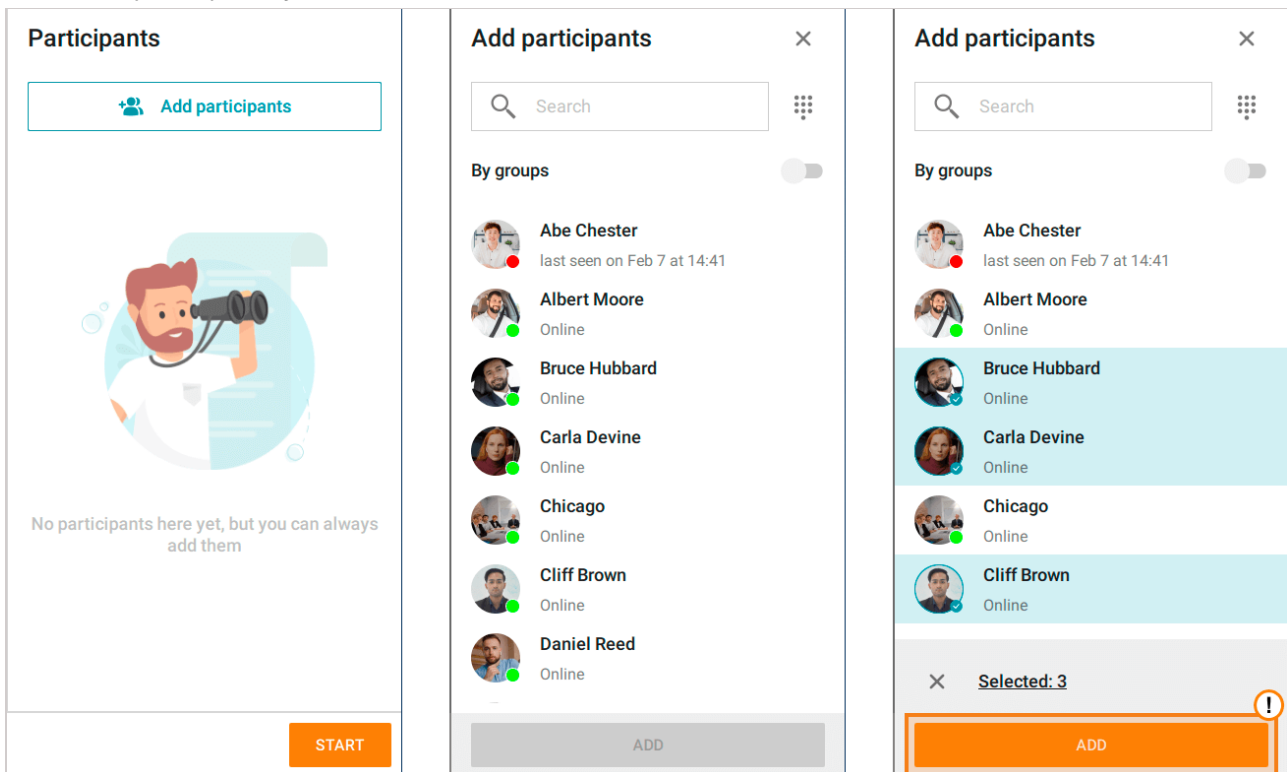 Participants
Add participants
No participants here yet, but you can always
add them
START
Add participants
Search
By groups
Abe Chester
last seen on Feb 7 at 14:41
Albert Moore
Online
Bruce Hubbard
Online
Carla Devine
Online
Chicago
Online
Cliff Brown
Online
Daniel Reed
Online
ADD
Add participants
Search
By groups
Abe Chester
last seen on Feb 7 at 14:41
Albert Moore
Online
Bruce Hubbard
Online
Carla Devine
Online
Chicago
Online
Cliff Brown
Online
Selected: 3
!
ADD